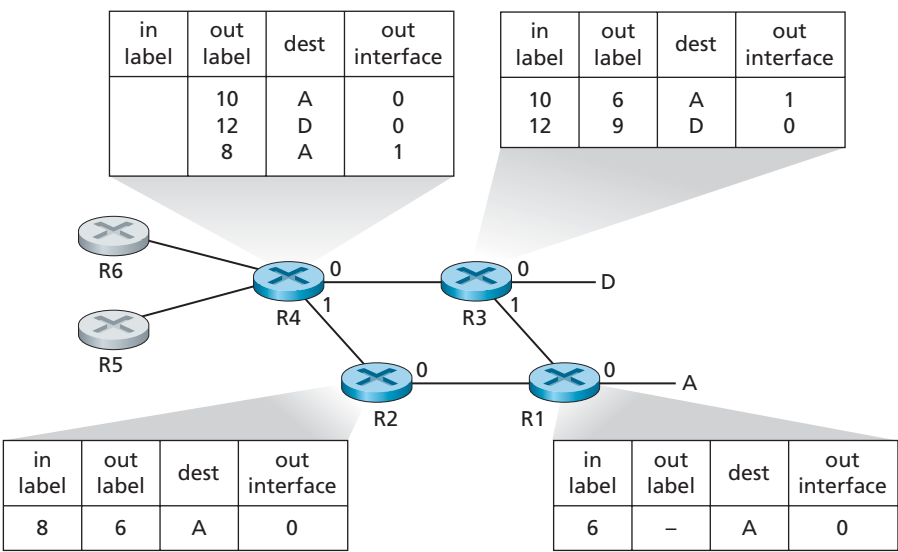 in label out label dest out interface
10 A 0
12 D 0
8 A 1
in label out label dest out interface
10 6 A 1
12 9 D 0
R6
R5
R4
0
1
R3
0
1
D
R2
0
R1
0
A
in label out label dest out interface
8 6 A 0
in label out label dest out interface
6 – A 0